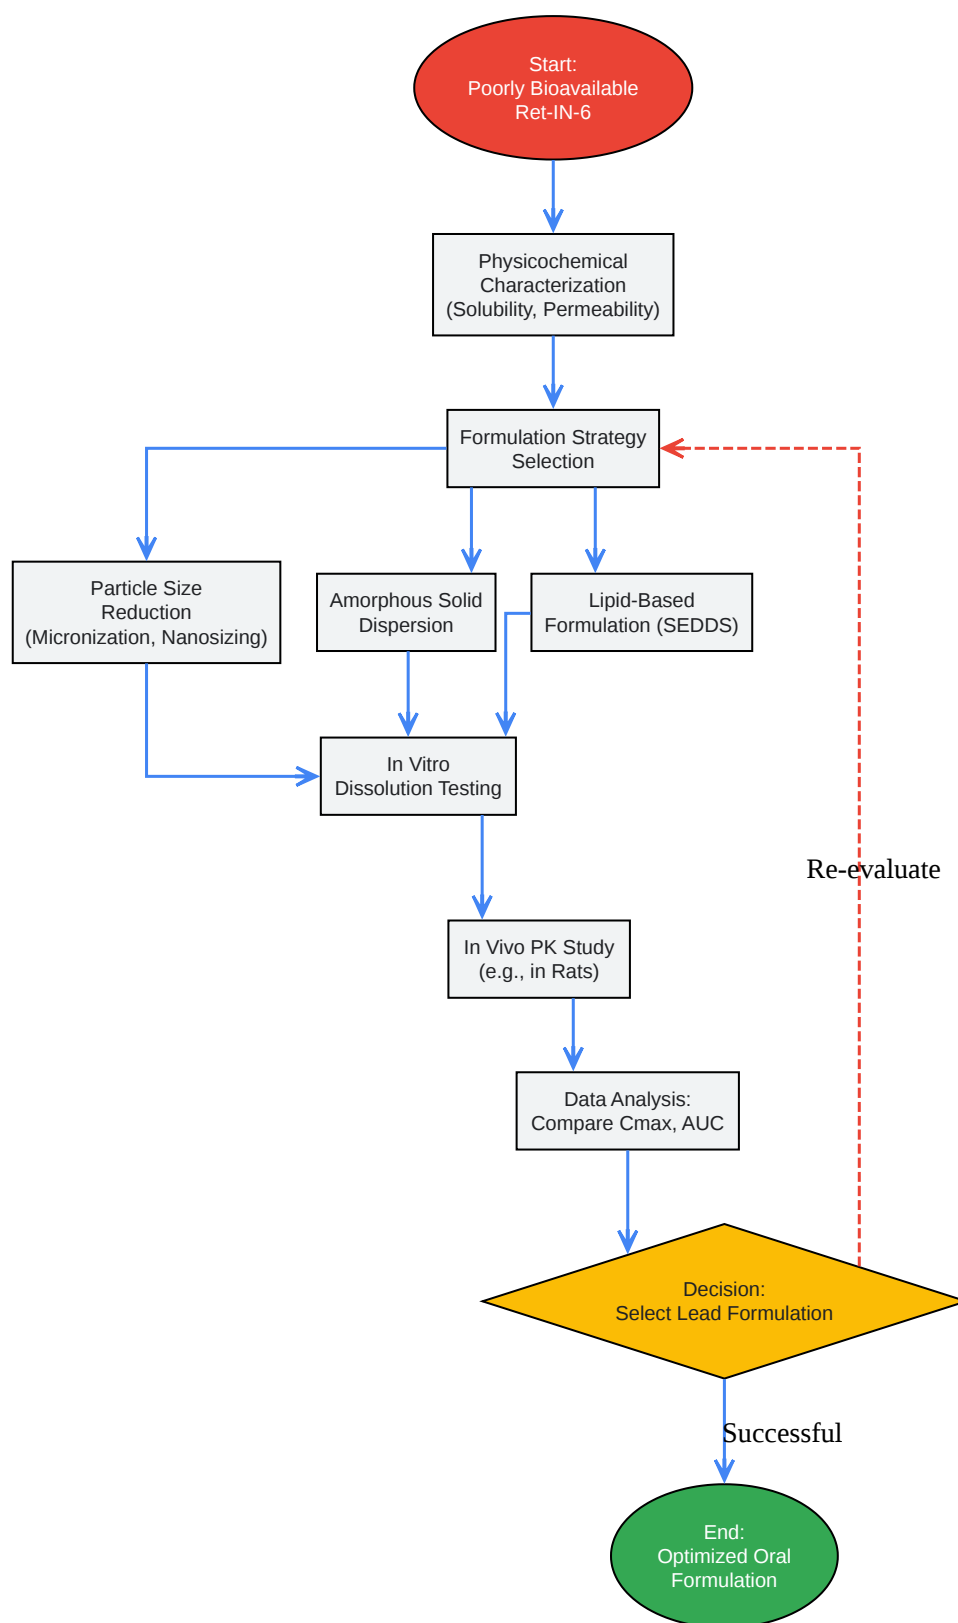 Start:
Poorly Bioavailable
Ret-IN-6
Physicochemical
Characterization
(Solubility, Permeability)
Formulation Strategy
Selection
Particle Size
Reduction
(Micronization, Nanosizing)
Amorphous Solid
Dispersion
Lipid-Based
Formulation (SEDDS)
In Vitro
Dissolution Testing
Re-evaluate
In Vivo PK Study
(e.g., in Rats)
Data Analysis:
Compare Cmax, AUC
Decision:
Select Lead Formulation
Successful
End:
Optimized Oral
Formulation